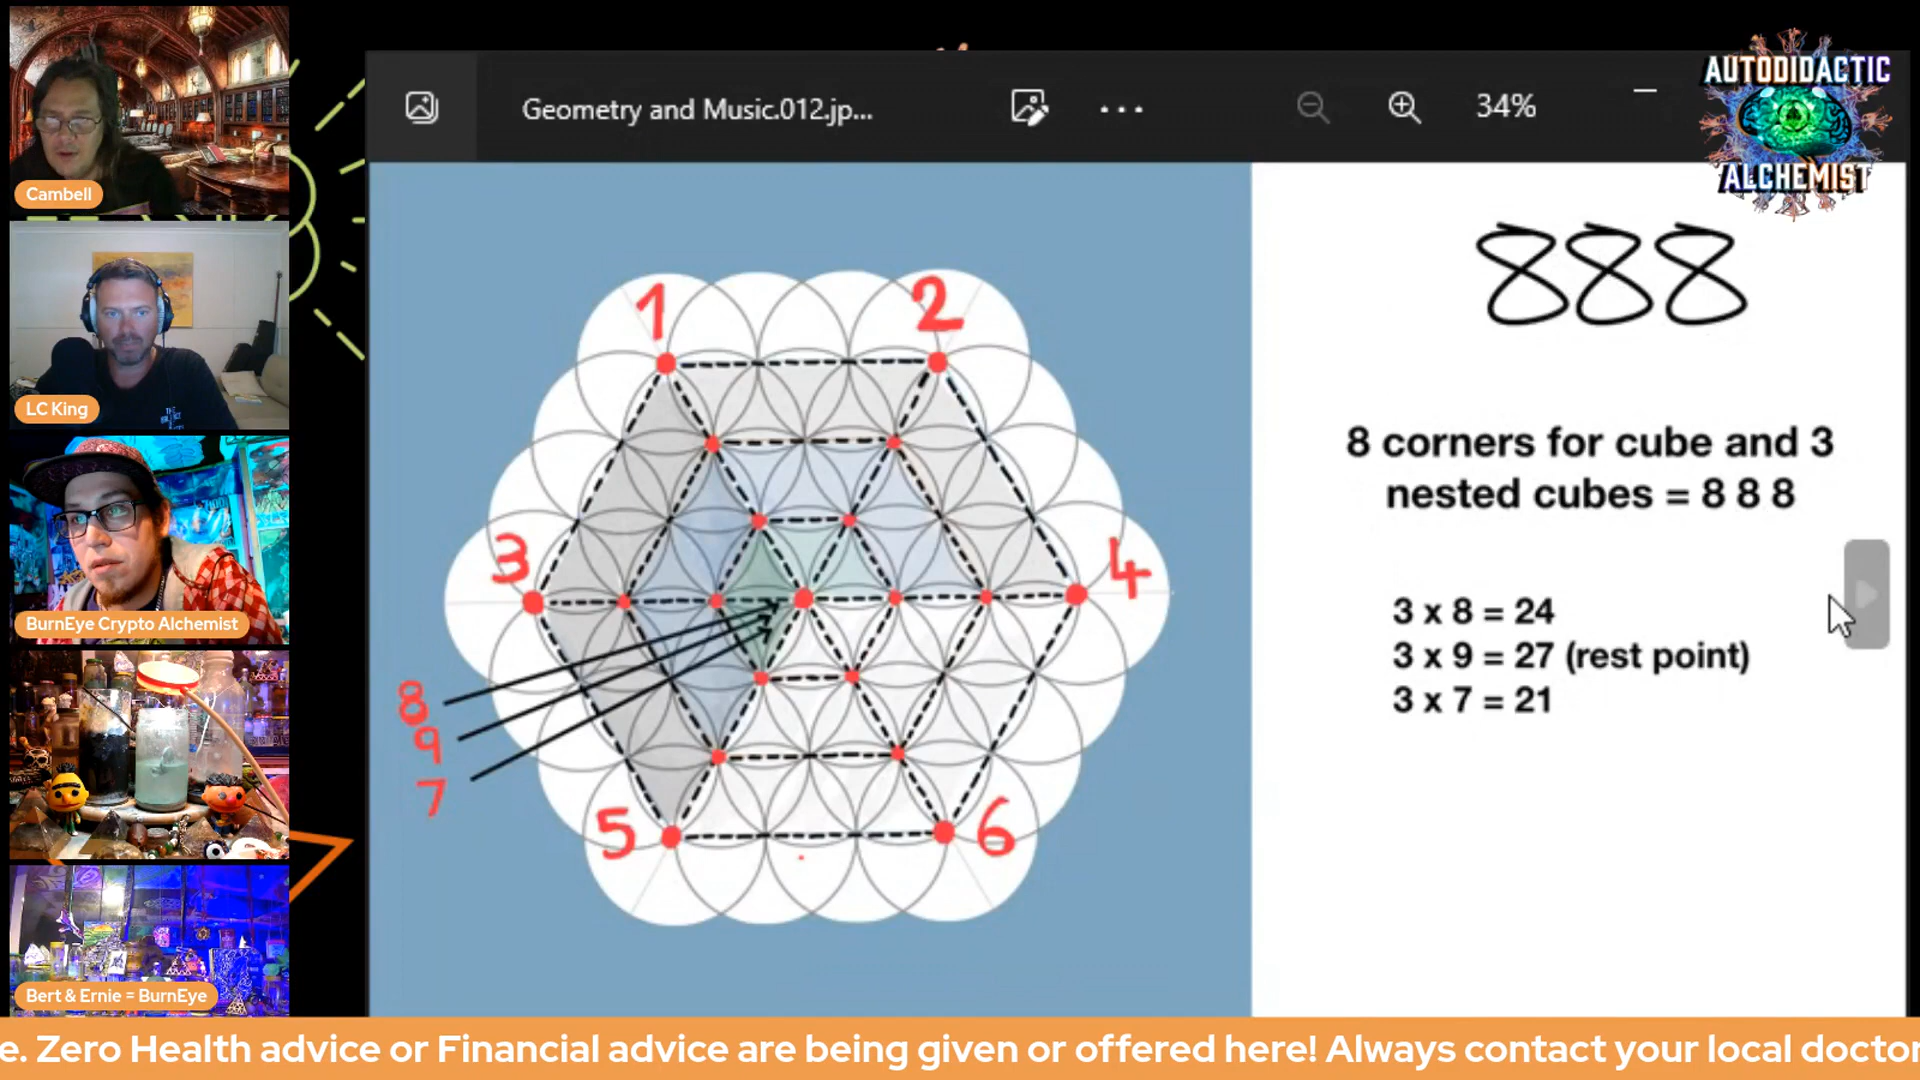 Cambell
LC King
BurnEye Crypto Alchemist
Bert & Ernie = BurnEye
Geometry and Music.012.jp...
34%
AUTODIDACTIC
ALCHEMIST
1
2
3
4
8
9
7
5
6
888
8 corners for cube and 3
nested cubes = 8 8 8
3 x 8 = 24
3 x 9 = 27 (rest point)
3 x 7 = 21
e. Zero Health advice or Financial advice are being given or offered here! Always contact your local doctor